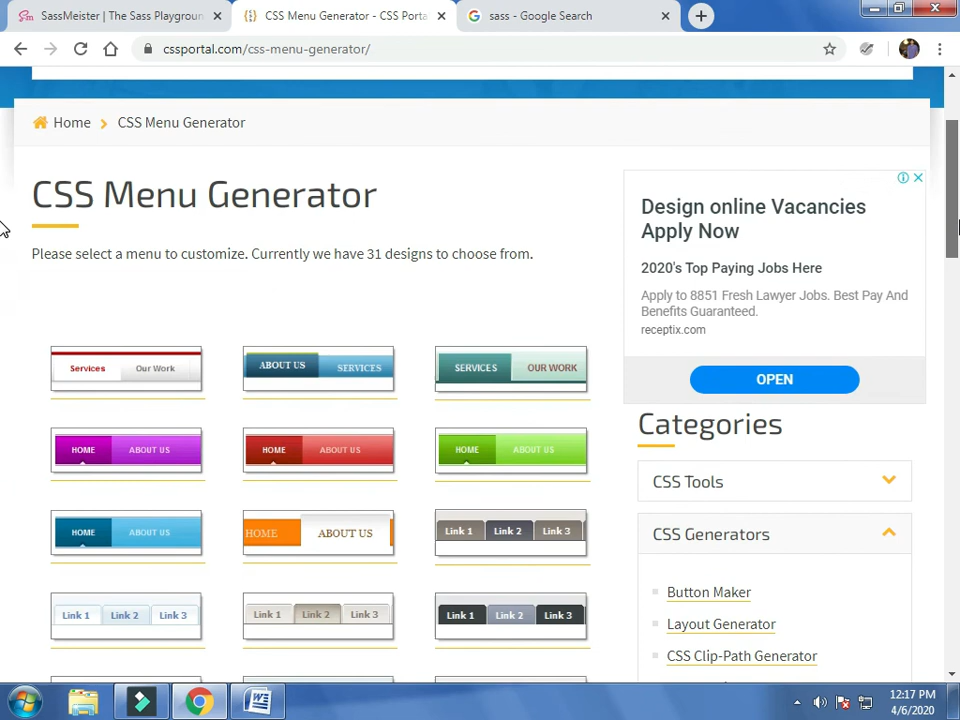 SassMeister | The Sass Playgroun
CSS Menu Generator - CSS Porta
sass - Google Search
cssportal.com/css-menu-generator/
Home
CSS Menu Generator
CSS Menu Generator
Please select a menu to customize. Currently we have 31 designs to choose from.
Services Our Work
ABOUT US SERVICES
SERVICES OUR WORK
HOME ABOUT US
HOME ABOUT US
HOME ABOUT US
HOME ABOUT US
HOME ABOUT US
Link 1 Link 2 Link 3
Link 1 Link 2 Link 3
Link 1 Link 2 Link 3
Link 1 Link 2 Link 3
Design online Vacancies
Apply Now
2020's Top Paying Jobs Here
Apply to 8851 Fresh Lawyer Jobs. Best Pay And
Benefits Guaranteed.
receptix.com
OPEN
Categories
CSS Tools
CSS Generators
Button Maker
Layout Generator
CSS Clip-Path Generator
12:17 PM
4/6/2020